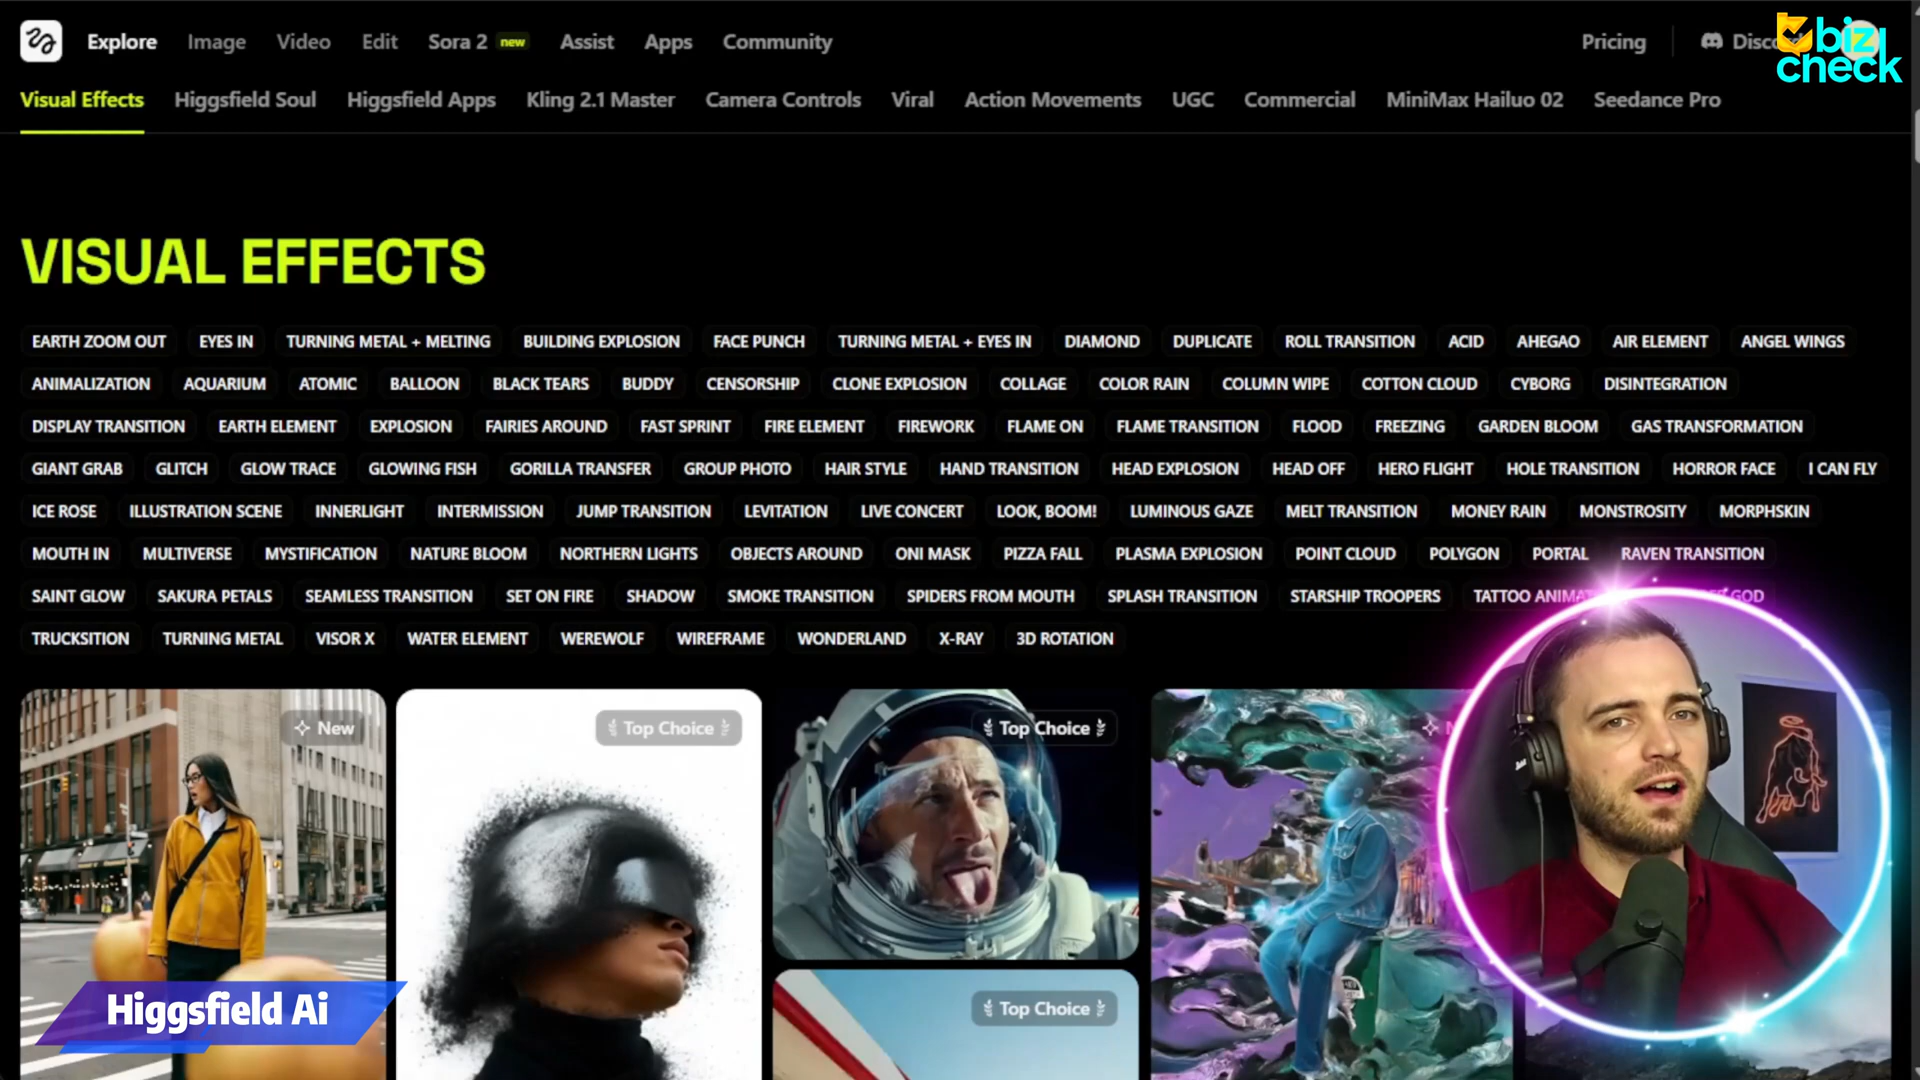 Explore Image Video Edit Sora 2 new Assist Apps Community Pricing
biz check
Visual Effects Higgsfield Soul Higgsfield Apps Kling 2.1 Master Camera Controls Viral Action Movements UGC Commercial MiniMax Hailuo 02 Seedance Pro
VISUAL EFFECTS
EARTH ZOOM OUT EYES IN TURNING METAL + MELTING BUILDING EXPLOSION FACE PUNCH TURNING METAL + EYES IN DIAMOND DUPLICATE ROLL TRANSITION ACID AHEGAO AIR ELEMENT ANGEL WINGS
ANIMALIZATION AQUARIUM ATOMIC BALLOON BLACK TEARS BUDDY CENSORSHIP CLONE EXPLOSION COLLAGE COLOR RAIN COLUMN WIPE COTTON CLOUD CYBORG DISINTEGRATION
DISPLAY TRANSITION EARTH ELEMENT EXPLOSION FAIRIES AROUND FAST SPRINT FIRE ELEMENT FIREWORK FLAME ON FLAME TRANSITION FLOOD FREEZING GARDEN BLOOM GAS TRANSFORMATION
GIANT GRAB GLITCH GLOW TRACE GLOWING FISH GORILLA TRANSFER GROUP PHOTO HAIR STYLE HAND TRANSITION HEAD EXPLOSION HEAD OFF HERO FLIGHT HOLE TRANSITION HORROR FACE I CAN FLY
ICE ROSE ILLUSTRATION SCENE INNERLIGHT INTERMISSION JUMP TRANSITION LEVITATION LIVE CONCERT LOOK, BOOM! LUMINOUS GAZE MELT TRANSITION MONEY RAIN MONSTROSITY MORPHSKIN
MOUTH IN MULTIVERSE MYSTIFICATION NATURE BLOOM NORTHERN LIGHTS OBJECTS AROUND ONI MASK PIZZA FALL PLASMA EXPLOSION POINT CLOUD POLYGON PORTAL RAVEN TRANSITION
SAINT GLOW SAKURA PETALS SEAMLESS TRANSITION SET ON FIRE SHADOW SMOKE TRANSITION SPIDERS FROM MOUTH SPLASH TRANSITION STARSHIP TROOPERS TATTOO GOD
TRUCKSITION TURNING METAL VISOR X WATER ELEMENT WEREWOLF WIREFRAME WONDERLAND X-RAY 3D ROTATION
New Top Choice Top Choice
Top Choice
Higgsfield Ai